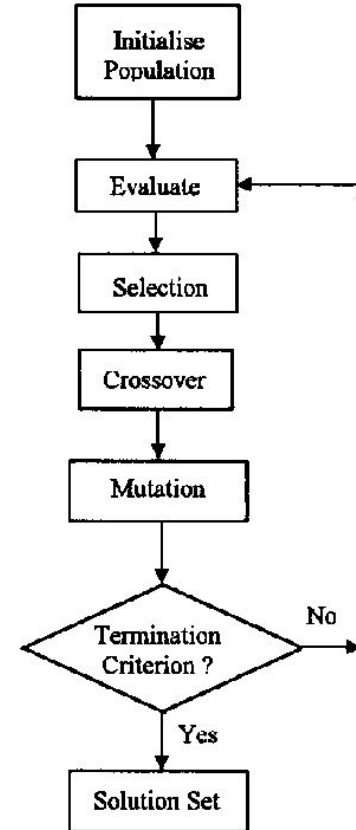 Initialise
Population
Evaluate
Selection
Crossover
Mutation
Termination
Criterion ?
No
Yes
Solution Set